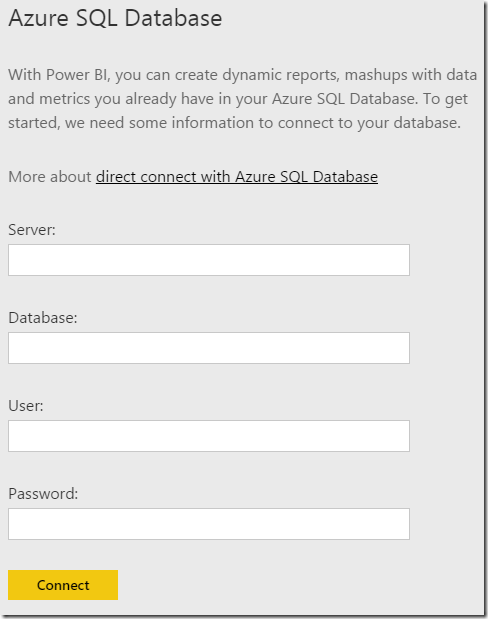 Azure SQL Database
With Power BI, you can create dynamic reports, mashups with data
and metrics you already have in your Azure SQL Database. To get
started, we need some information to connect to your database.
More about direct connect with Azure SQL Database
Server:
Database:
User:
Password:
Connect